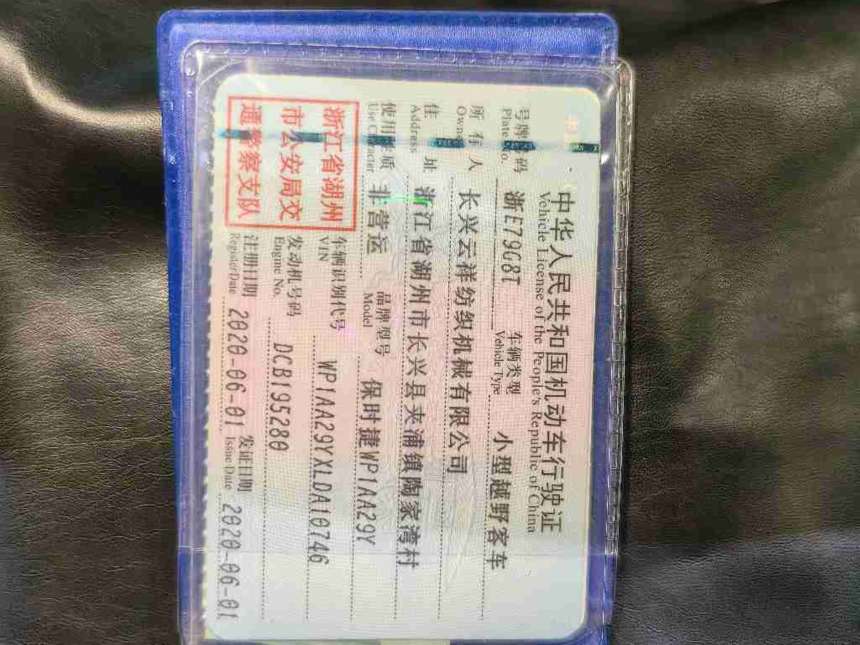 中华人民共和国机动车行驶证
Vehicle License of the People's Republic of China
号牌号码 浙E79G8T 车辆类型 小型越野客车
Plate No. Vehicle Type
所有人 长兴云祥纺织机械有限公司
Owner
住址 浙江省湖州市长兴县夹浦镇陶家湾村
Address
使用性质 非营运 品牌型号 保时捷WP1AA29Y
Use Character Model
浙江省湖州
市公安局交
通警察支队
车辆识别代号 WP1AA29YXLDA10746
VIN
发动机号码 DCB195280
Engine No.
注册日期 2020-06-01 发证日期 2020-06-01
Register Date Issue Date